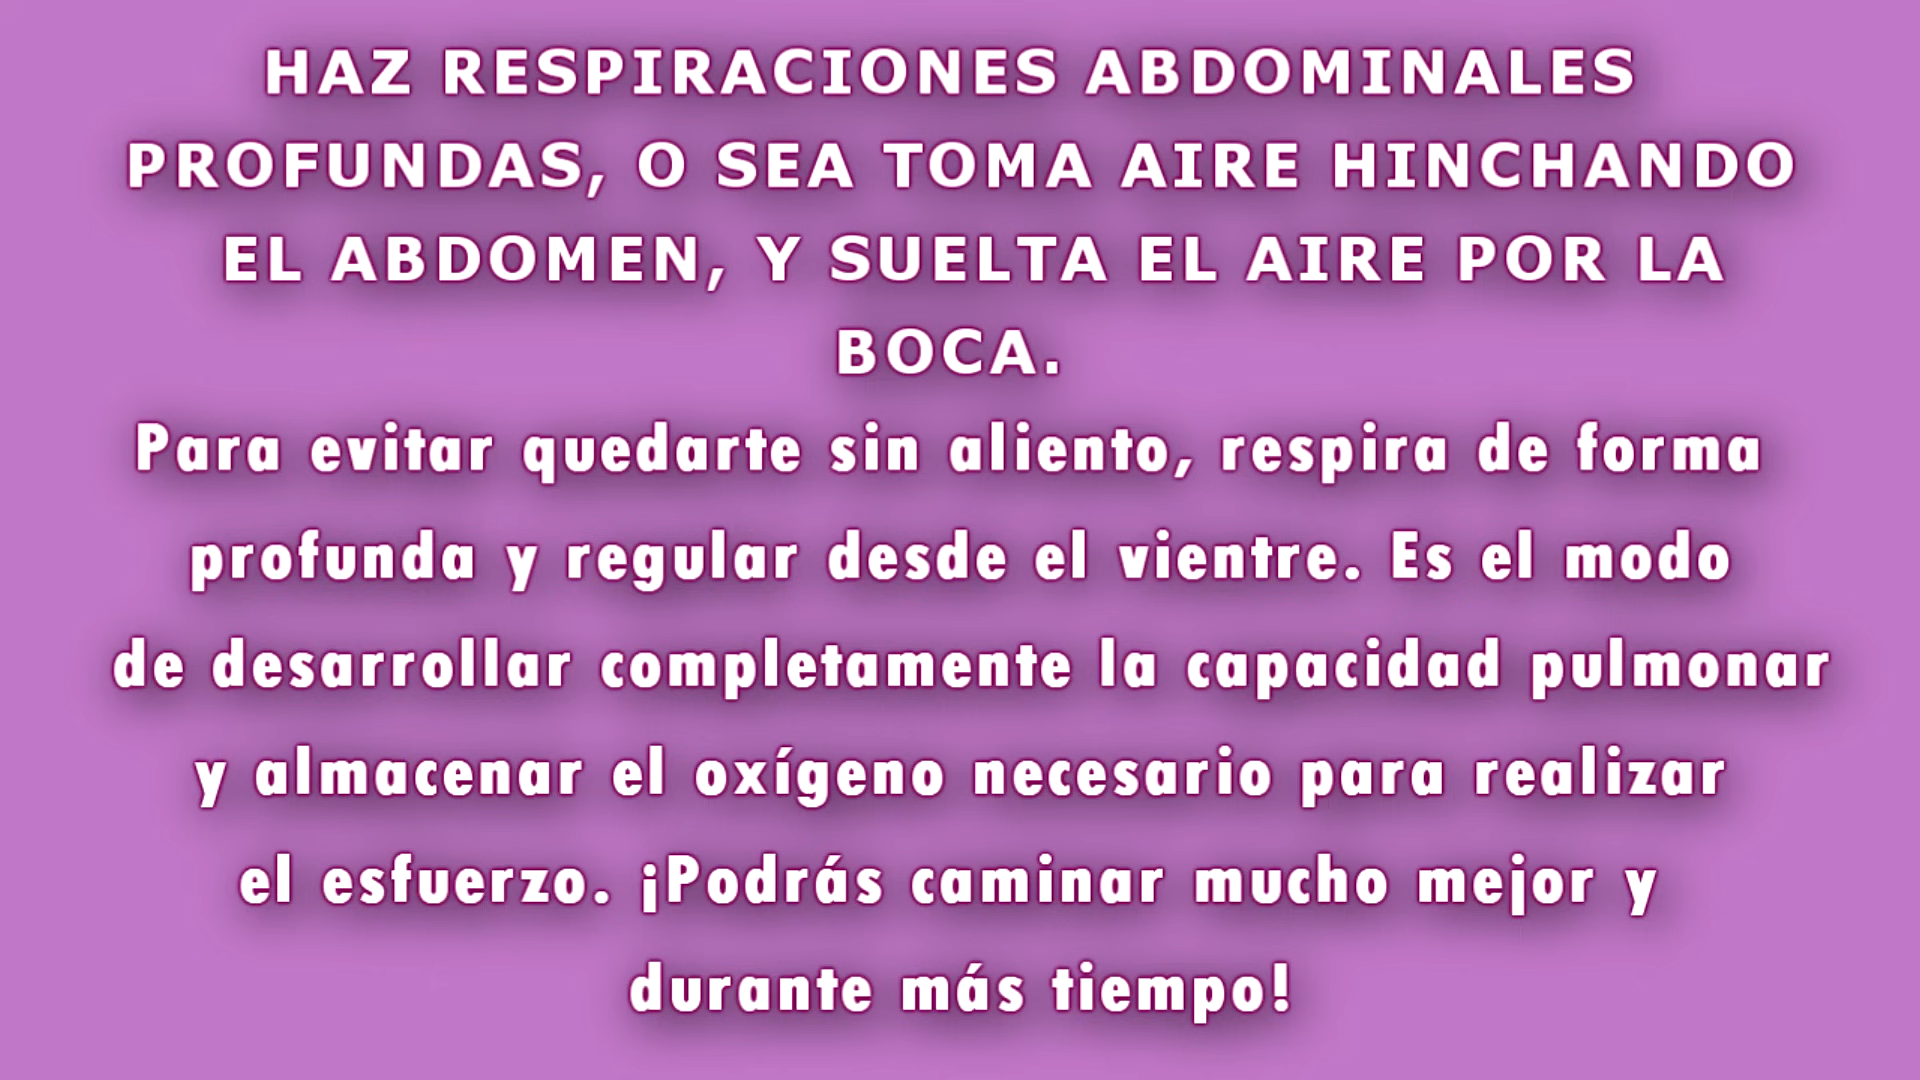 HAZ RESPIRACIONES ABDOMINALES
PROFUNDAS, O SEA TOMA AIRE HINCHANDO
EL ABDOMEN, Y SUELTA EL AIRE POR LA
BOCA.
Para evitar quedarte sin aliento, respira de forma
profunda y regular desde el vientre. Es el modo
de desarrollar completamente la capacidad pulmonar
y almacenar el oxígeno necesario para realizar
el esfuerzo. ¡Podrás caminar mucho mejor y
durante más tiempo!